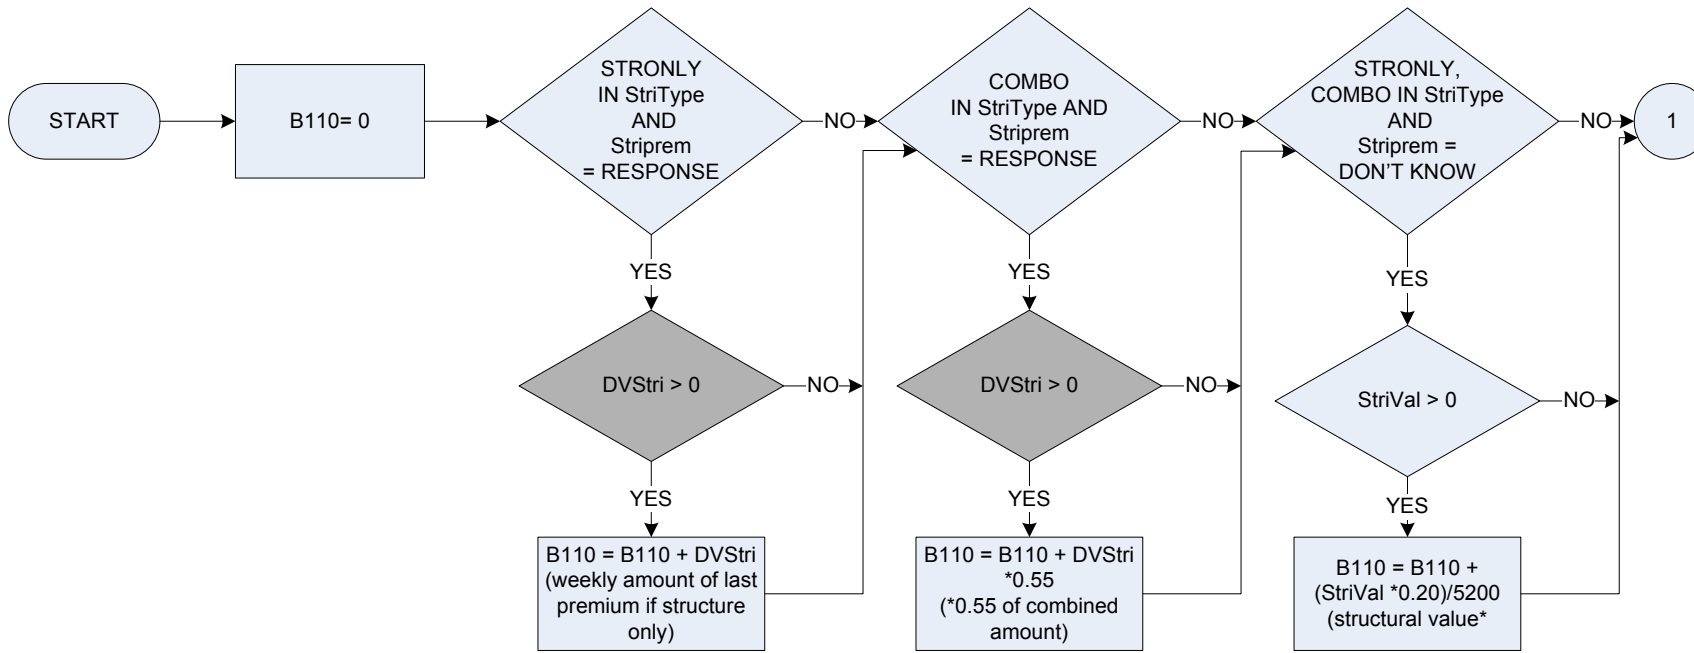 START
B110= 0
STRONLY
IN StriType
AND
Striprem
= RESPONSE
NO
COMBO
IN StriType AND
Striprem
= RESPONSE
NO
STRONLY,
COMBO IN StriType
AND
Striprem =
DON'T KNOW
NO
1
YES
YES
YES
DVStri > 0
NO
DVStri > 0
NO
StriVal > 0
NO
YES
YES
YES
B110 = B110 + DVStri
(weekly amount of last
premium if structure
only)
B110 = B110 + DVStri
*0.55
(*0.55 of combined
amount)
B110 = B110 +
(StriVal *0.20)/5200
(structural value*